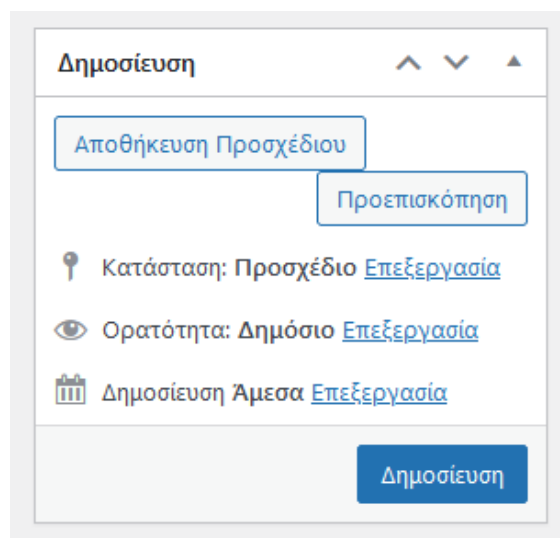 Δημοσίευση
Αποθήκευση Προσχέδιου
Προεπισκόπηση
Κατάσταση: Προσχέδιο Επεξεργασία
Ορατότητα: Δημόσιο Επεξεργασία
Δημοσίευση Άμεσα Επεξεργασία
Δημοσίευση